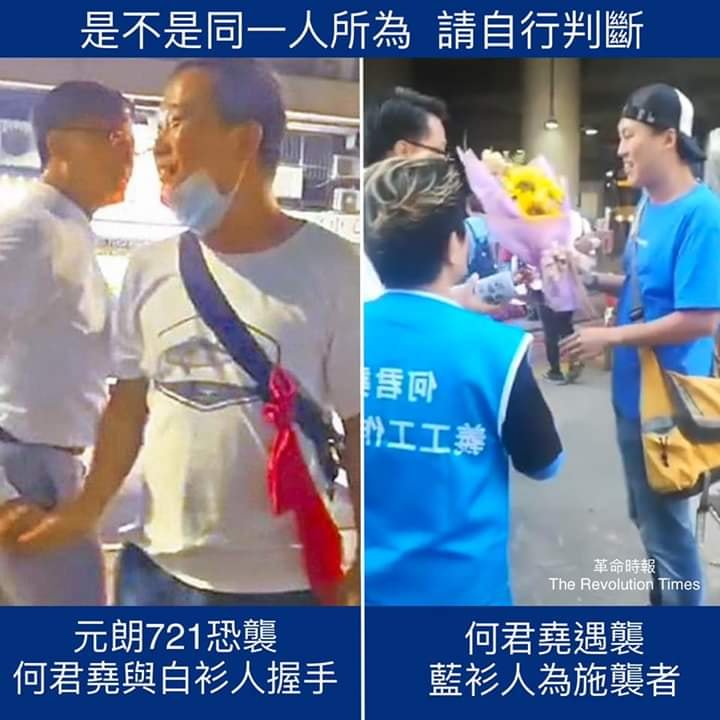 是不是同一人所為 請自行判斷
何君堯
義工工作
革命時報
The Revolution Times
元朗721恐襲
何君堯與白衫人握手
何君堯遇襲
藍衫人為施襲者